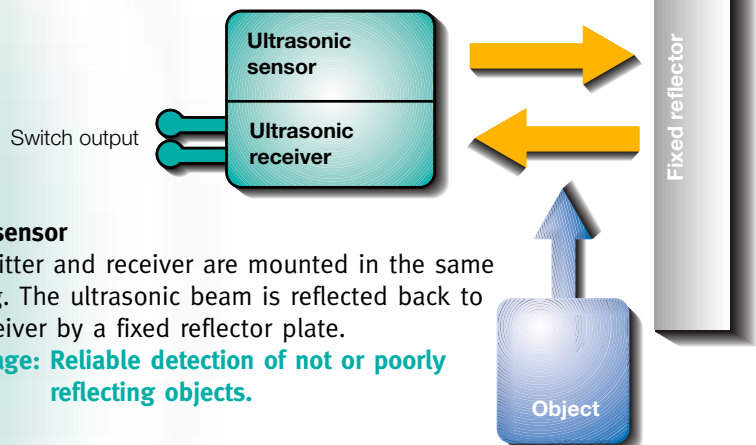 Ultrasonic
sensor
Ultrasonic
receiver
Switch output
Fixed reflector
sensor
itter and receiver are mounted in the same
. The ultrasonic beam is reflected back to
eiver by a fixed reflector plate.
ge: Reliable detection of not or poorly
reflecting objects.
Object